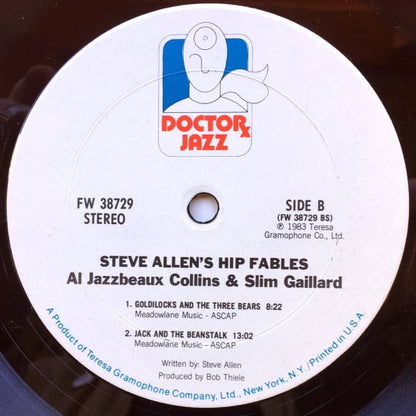 DOCTOR Rx
JAZZ
FW 38729
STEREO
SIDE B
(FW 38729 BS)
℗ 1983 Teresa
Gramophone Co., Ltd.
STEVE ALLEN'S HIP FABLES
Al Jazzbeaux Collins & Slim Gaillard
1. GOLDILOCKS AND THE THREE BEARS 8:22
Meadowlane Music - ASCAP
2. JACK AND THE BEANSTALK 13:02
Meadowlane Music - ASCAP
Written by: Steve Allen
Produced by Bob Thiele
A Product of Teresa Gramophone Company, Ltd./New York, N.Y./Printed in U.S.A.